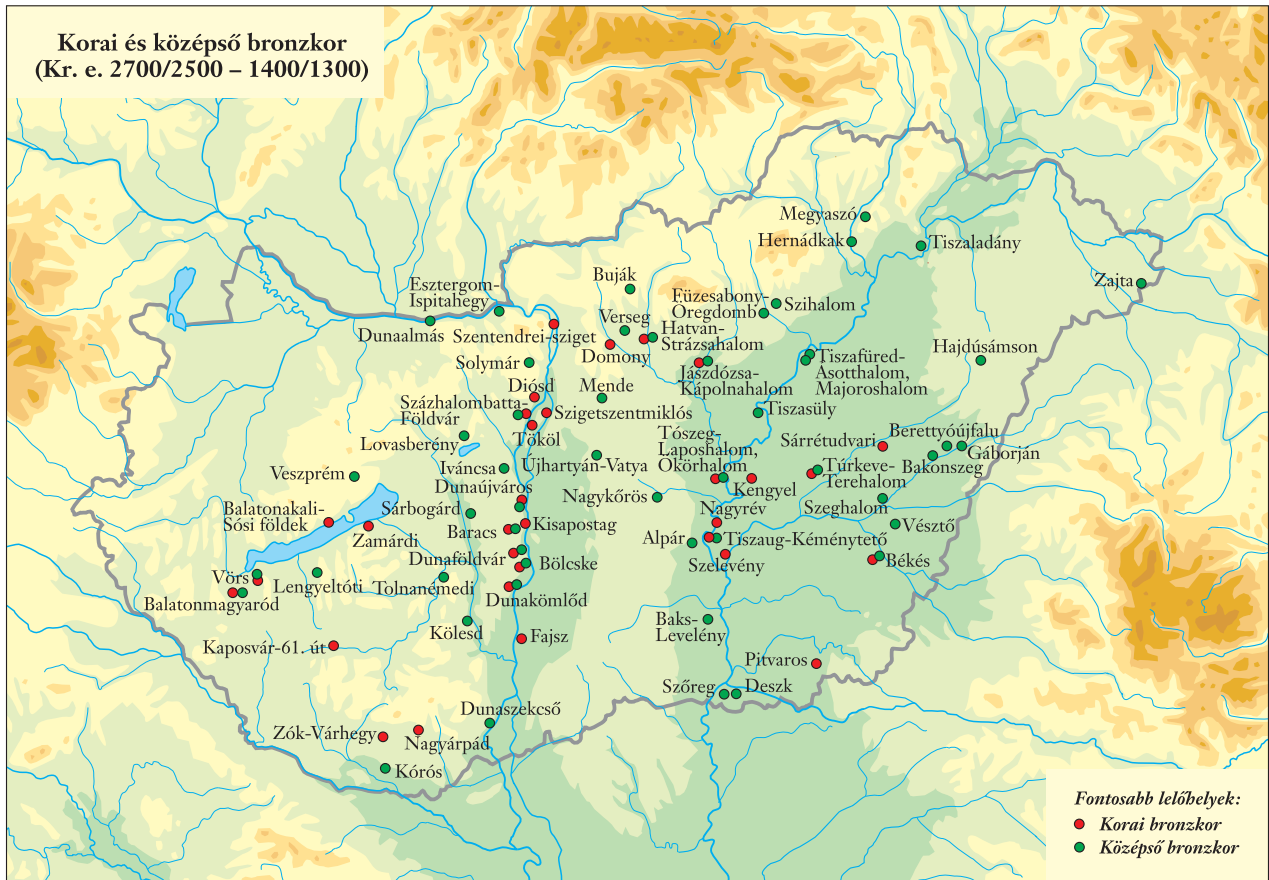 Korai és középső bronzkor
(Kr. e. 2700/2500 – 1400/1300)
Megyaszó
Hernádkak
Tiszaladány
Zajta
Buják
Esztergom-
Ispitahegy
Füzesabony-
Öregdomb
Szihalom
Verseg
Dunaalmás
Szentendrei-sziget
Hatvan-
Strázsahalom
Domony
Solymár
Jászdózsa-
Kápolnahalom
Tiszafüred-
Ásotthalom,
Majoroshalom
Hajdúsámson
Diósd
Mende
Százhalombatta-
Földvár
Szigetszentmiklós
Tiszasüly
Tököl
Lovasberény
Tószeg-
Laposhalom,
Ökörhalom
Sárrétudvari
Berettyóújfalu
Gáborján
Bakonszeg
Újhartyán-Vatya
Iváncsa
Veszprém
Dunaújváros
Nagykőrös
Kengyel
Túrkeve-
Terehalom
Szeghalom
Balatonakali-
Sósi földek
Sárbogárd
Zamárdi
Baracs
Kisapostag
Nagyrév
Vésztő
Alpár
Tiszaug-Kéménytető
Szelevény
Békés
Dunaföldvár
Bölcske
Vörs
Lengyeltóti
Tolnanémedi
Balatonmagyaród
Dunakömlőd
Kölesd
Baks-
Levelény
Fajsz
Kaposvár-61. út
Pitvaros
Szőreg
Deszk
Dunaszekcső
Zók-Várhegy
Nagyárpád
Kórós
Fontosabb lelőhelyek:
Korai bronzkor
Középső bronzkor